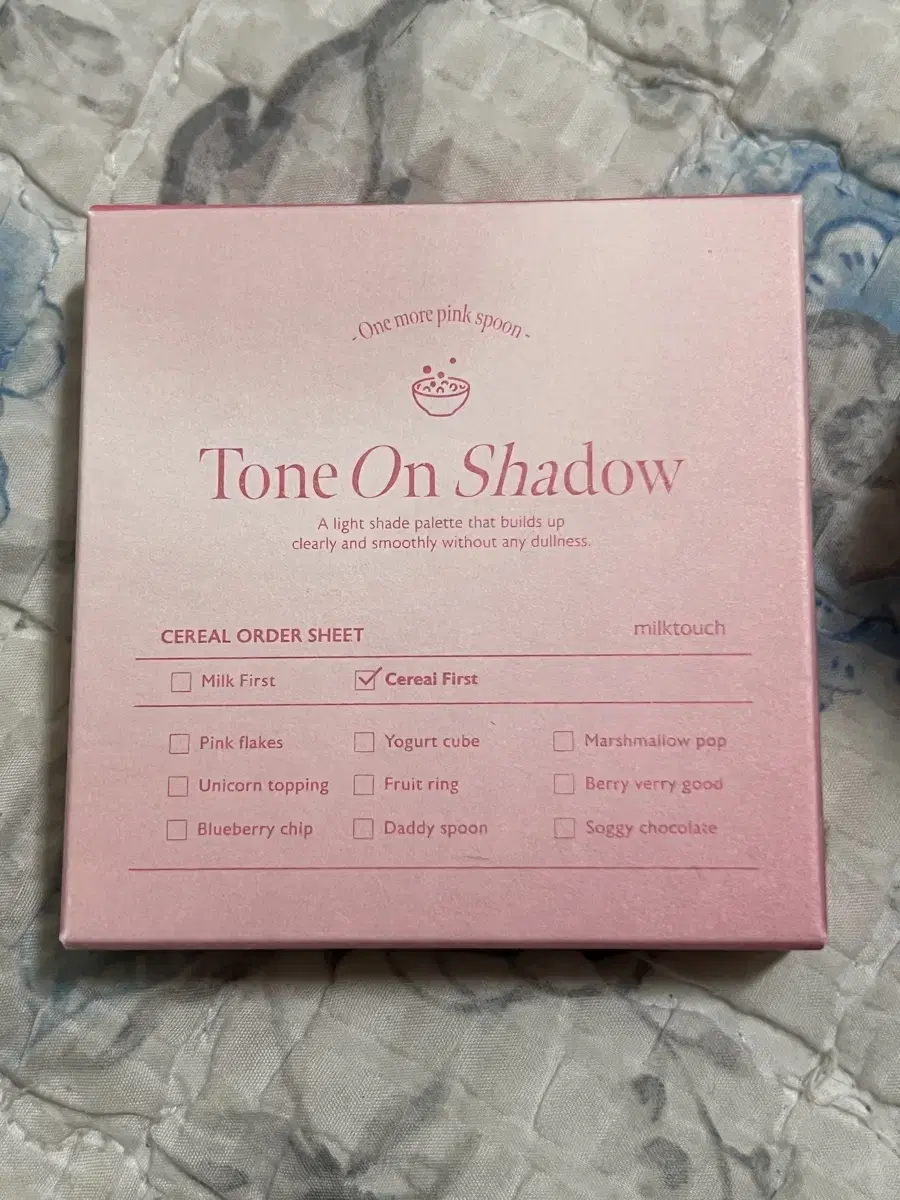 -One more pink spoon-
Tone On Shadow
A light shade palette that builds up
clearly and smoothly without any dullness.
CEREAL ORDER SHEET milktouch
Milk First Cereal First
Pink flakes Yogurt cube Marshmallow pop
Unicorn topping Fruit ring Berry verry good
Blueberry chip Daddy spoon Soggy chocolate